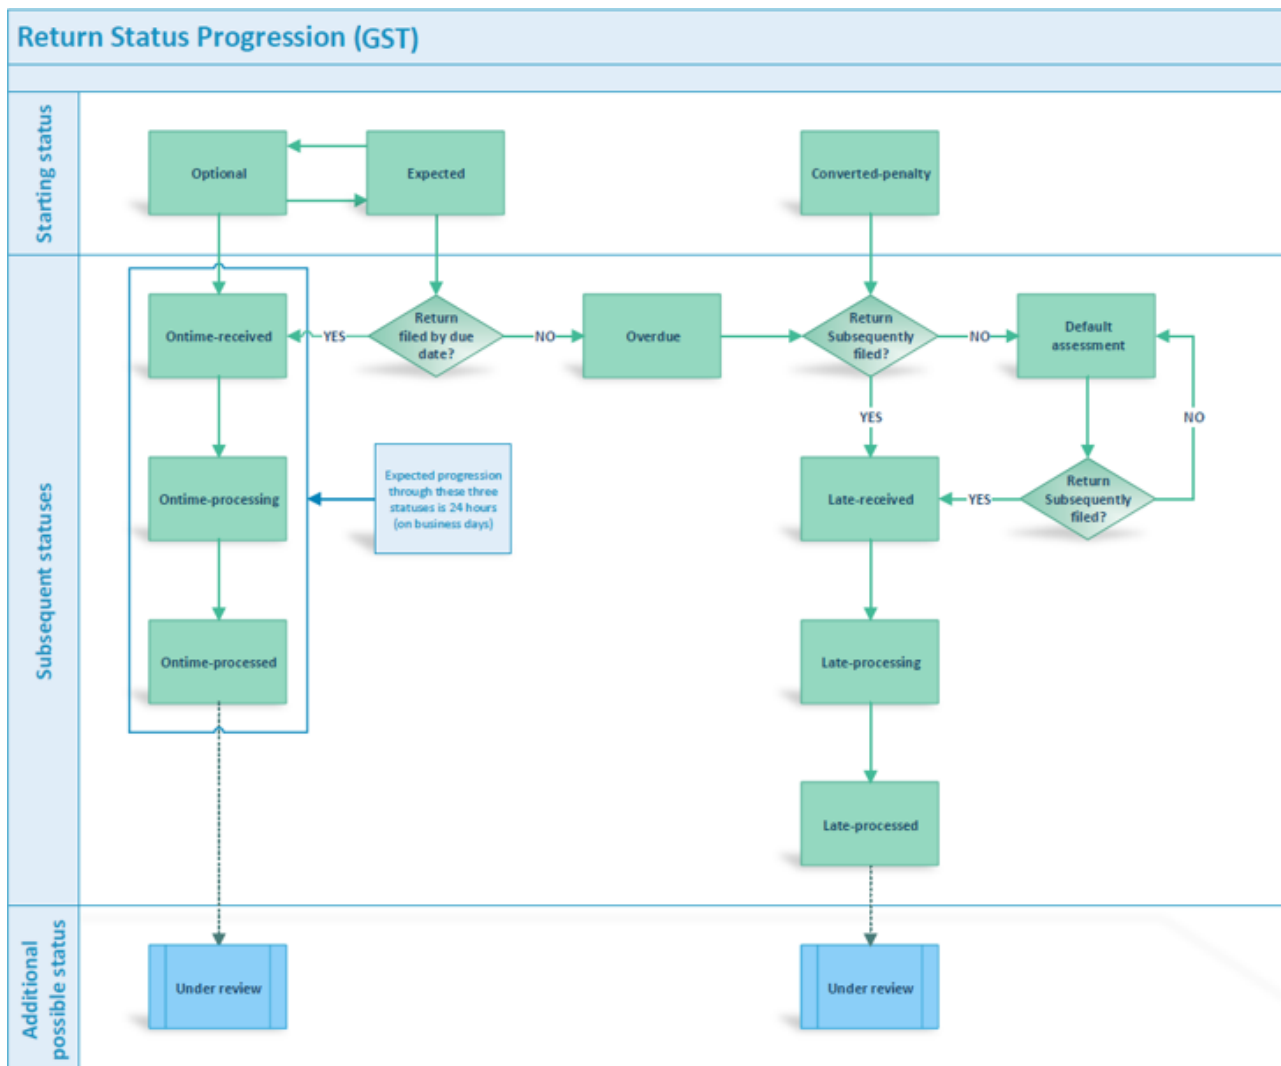 Return Status Progression (GST)
Starting status
Optional
Expected
Converted-penalty
Subsequent statuses
Ontime-received
YES
Return
filed by due
date?
NO
Overdue
Return
Subsequently
filed?
NO
Default
assessment
YES
NO
Ontime-processing
Expected progression
through these three
statuses is 24 hours
(on business days)
Late-received
YES
Return
Subsequently
filed?
Ontime-processed
Late-processing
Late-processed
Additional
possible status
Under review
Under review